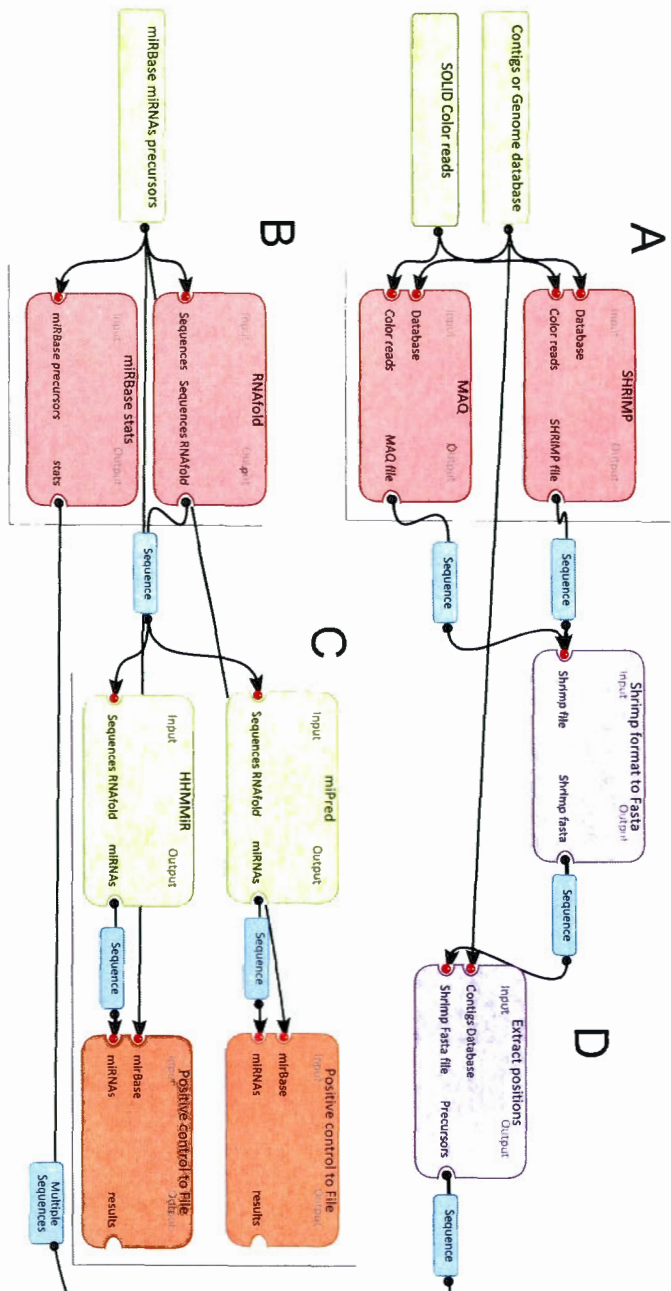 A
Contigs or Genome database
SOLID Color reads
SHRIMP
Input
Output
Database
Color reads
SHRIMP file
MAQ
Input
Output
Database
Color reads
MAQ file
Sequence
Sequence
Shrimp format to Fasta
Input
Output
Shrimp file
Shrimp fasta
Sequence
D
Extract positions
Input
Output
Contigs Database
Shrimp Fasta file
Precursors
Sequence
B
miRBase miRNAs precursors
RNAfold
Input
Output
Sequences
Sequences RNAfold
miRBase stats
Input
Output
miRBase precursors
stats
Sequence
C
miPred
Input
Output
Sequences RNAfold
miRNAs
HHMMiR
Input
Output
Sequences RNAfold
miRNAs
Sequence
Sequence
Positive control to File
Input
Output
mirBase
miRNAs
results
Positive control to File
Input
Output
mirBase
miRNAs
results
Multiple
Sequences